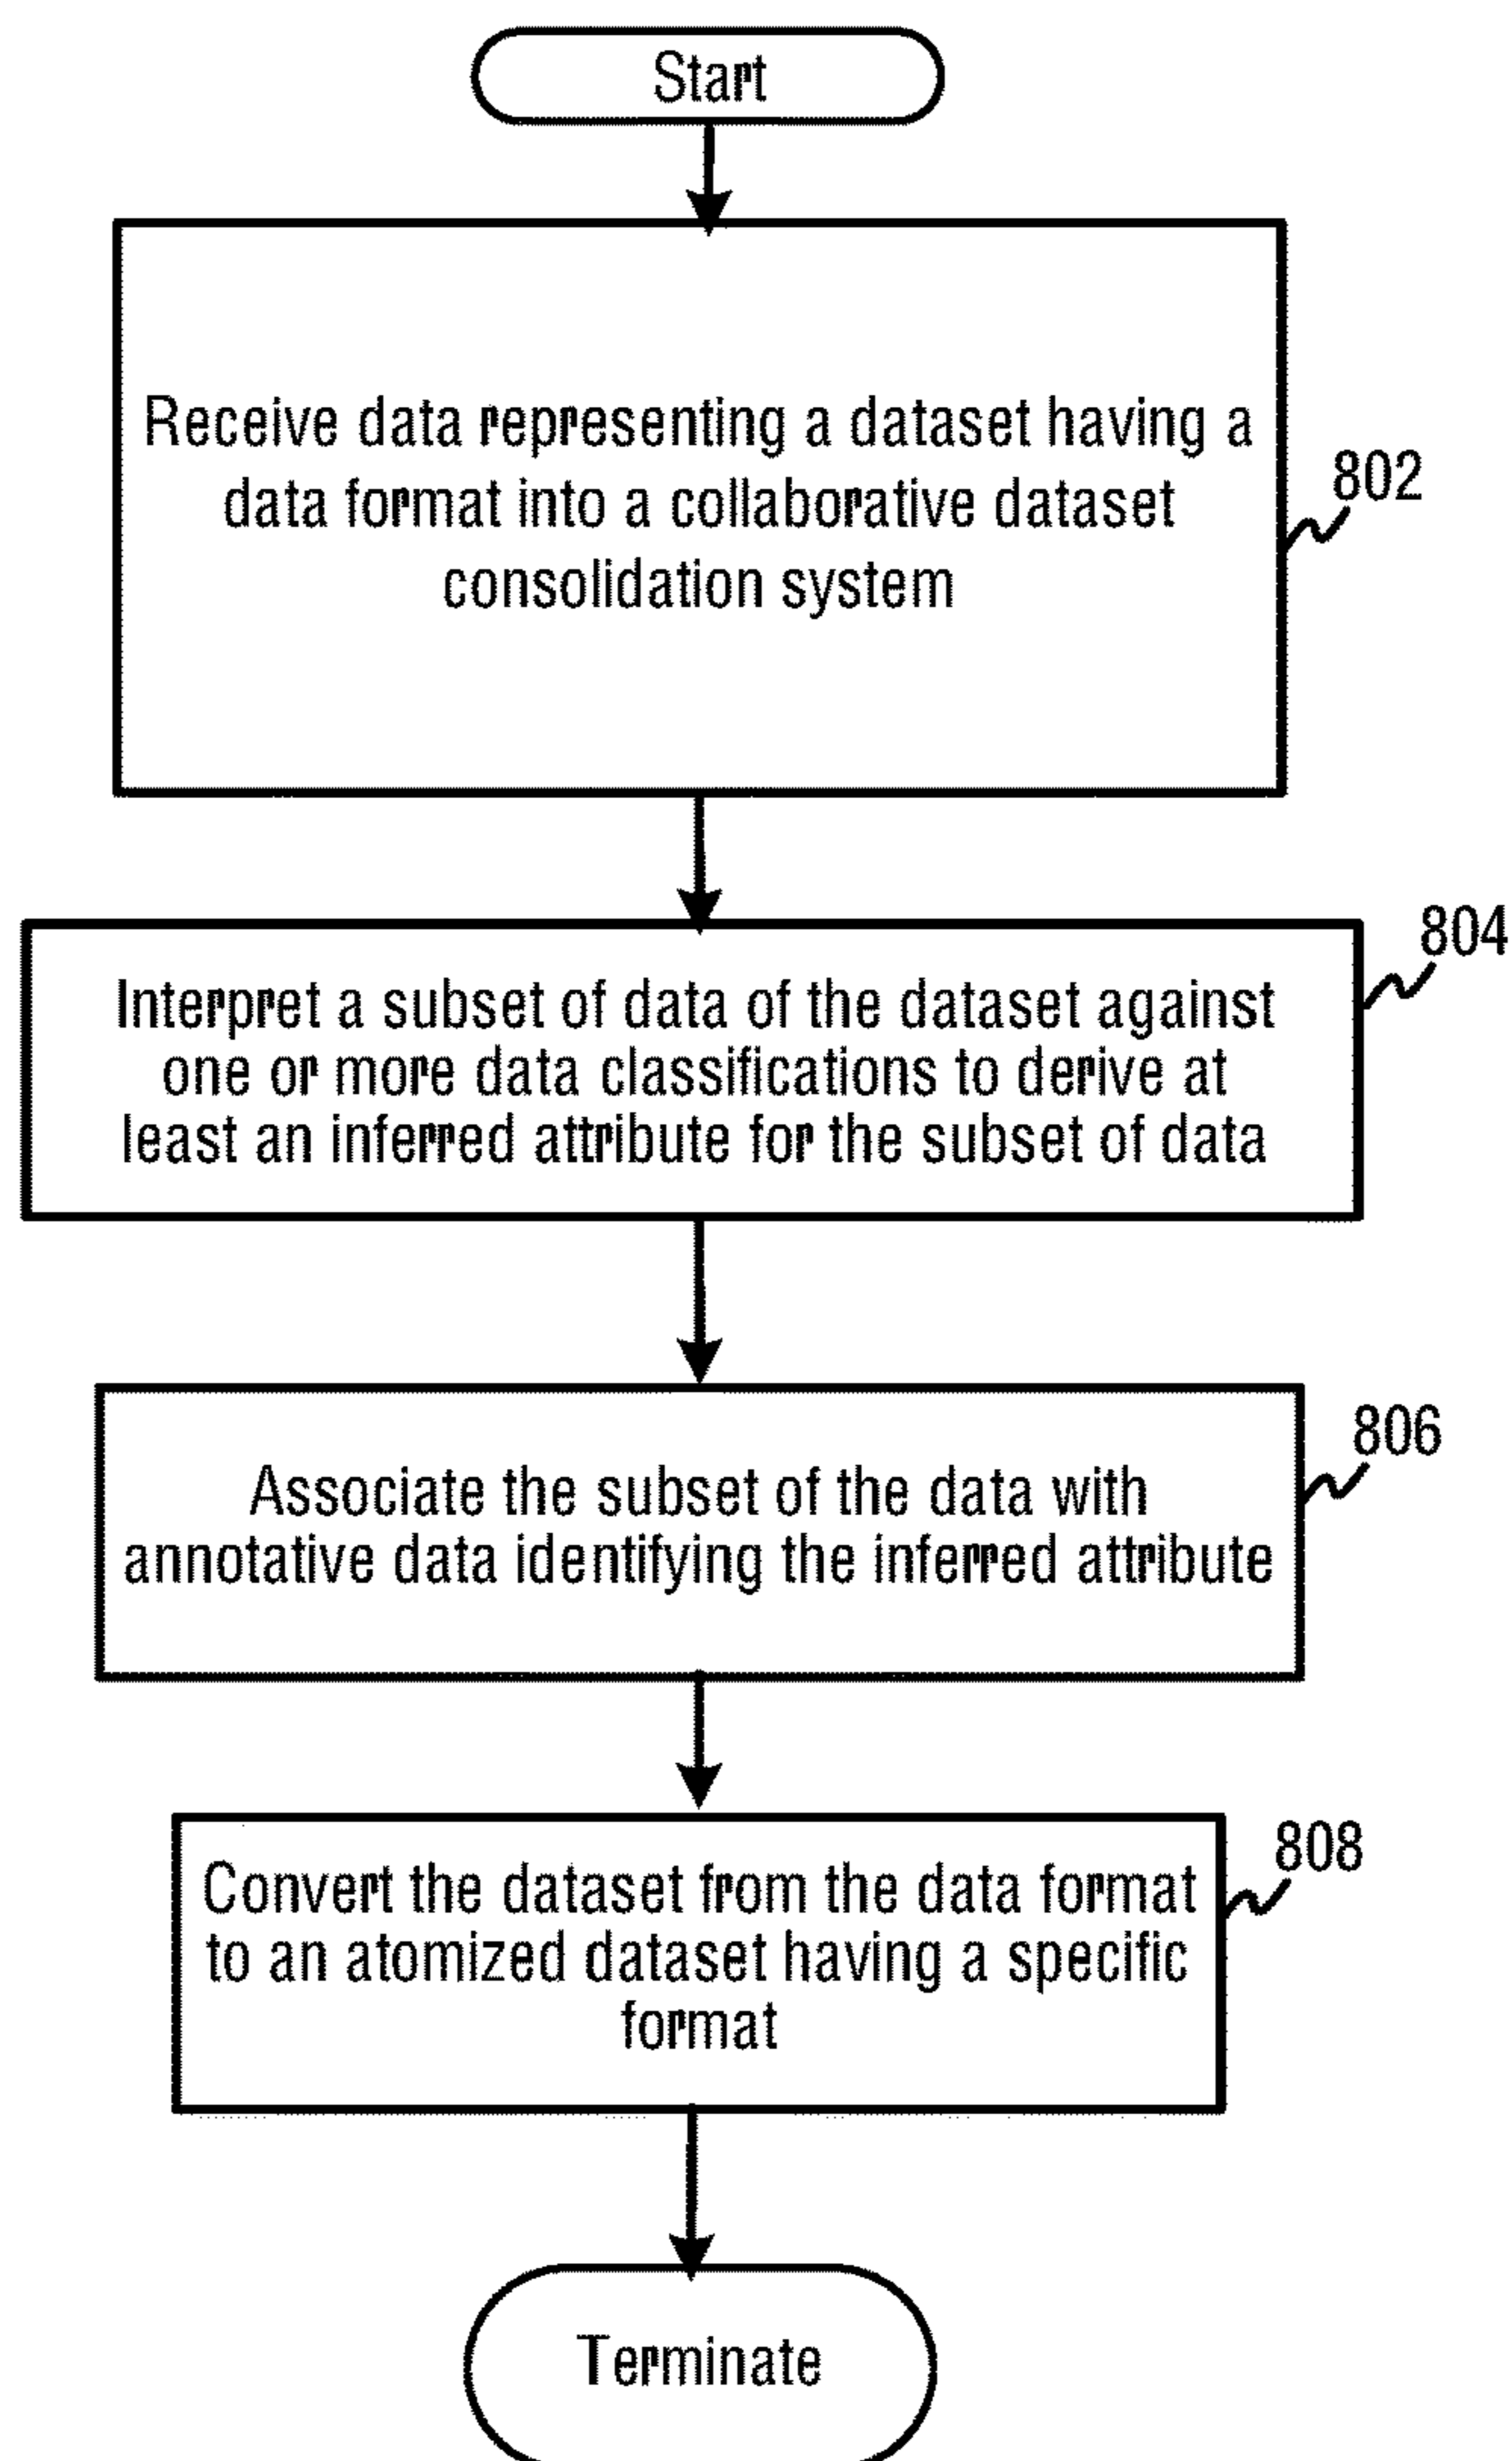 Start
Receive data representing a dataset having a
data format into a collaborative dataset
consolidation system
802
Interpret a subset of data of the dataset against
one or more data classifications to derive at
least an inferred attribute for the subset of data
804
Associate the subset of the data with
annotative data identifying the inferred attribute
806
Convert the dataset from the data format
to an atomized dataset having a specific
format
808
Terminate